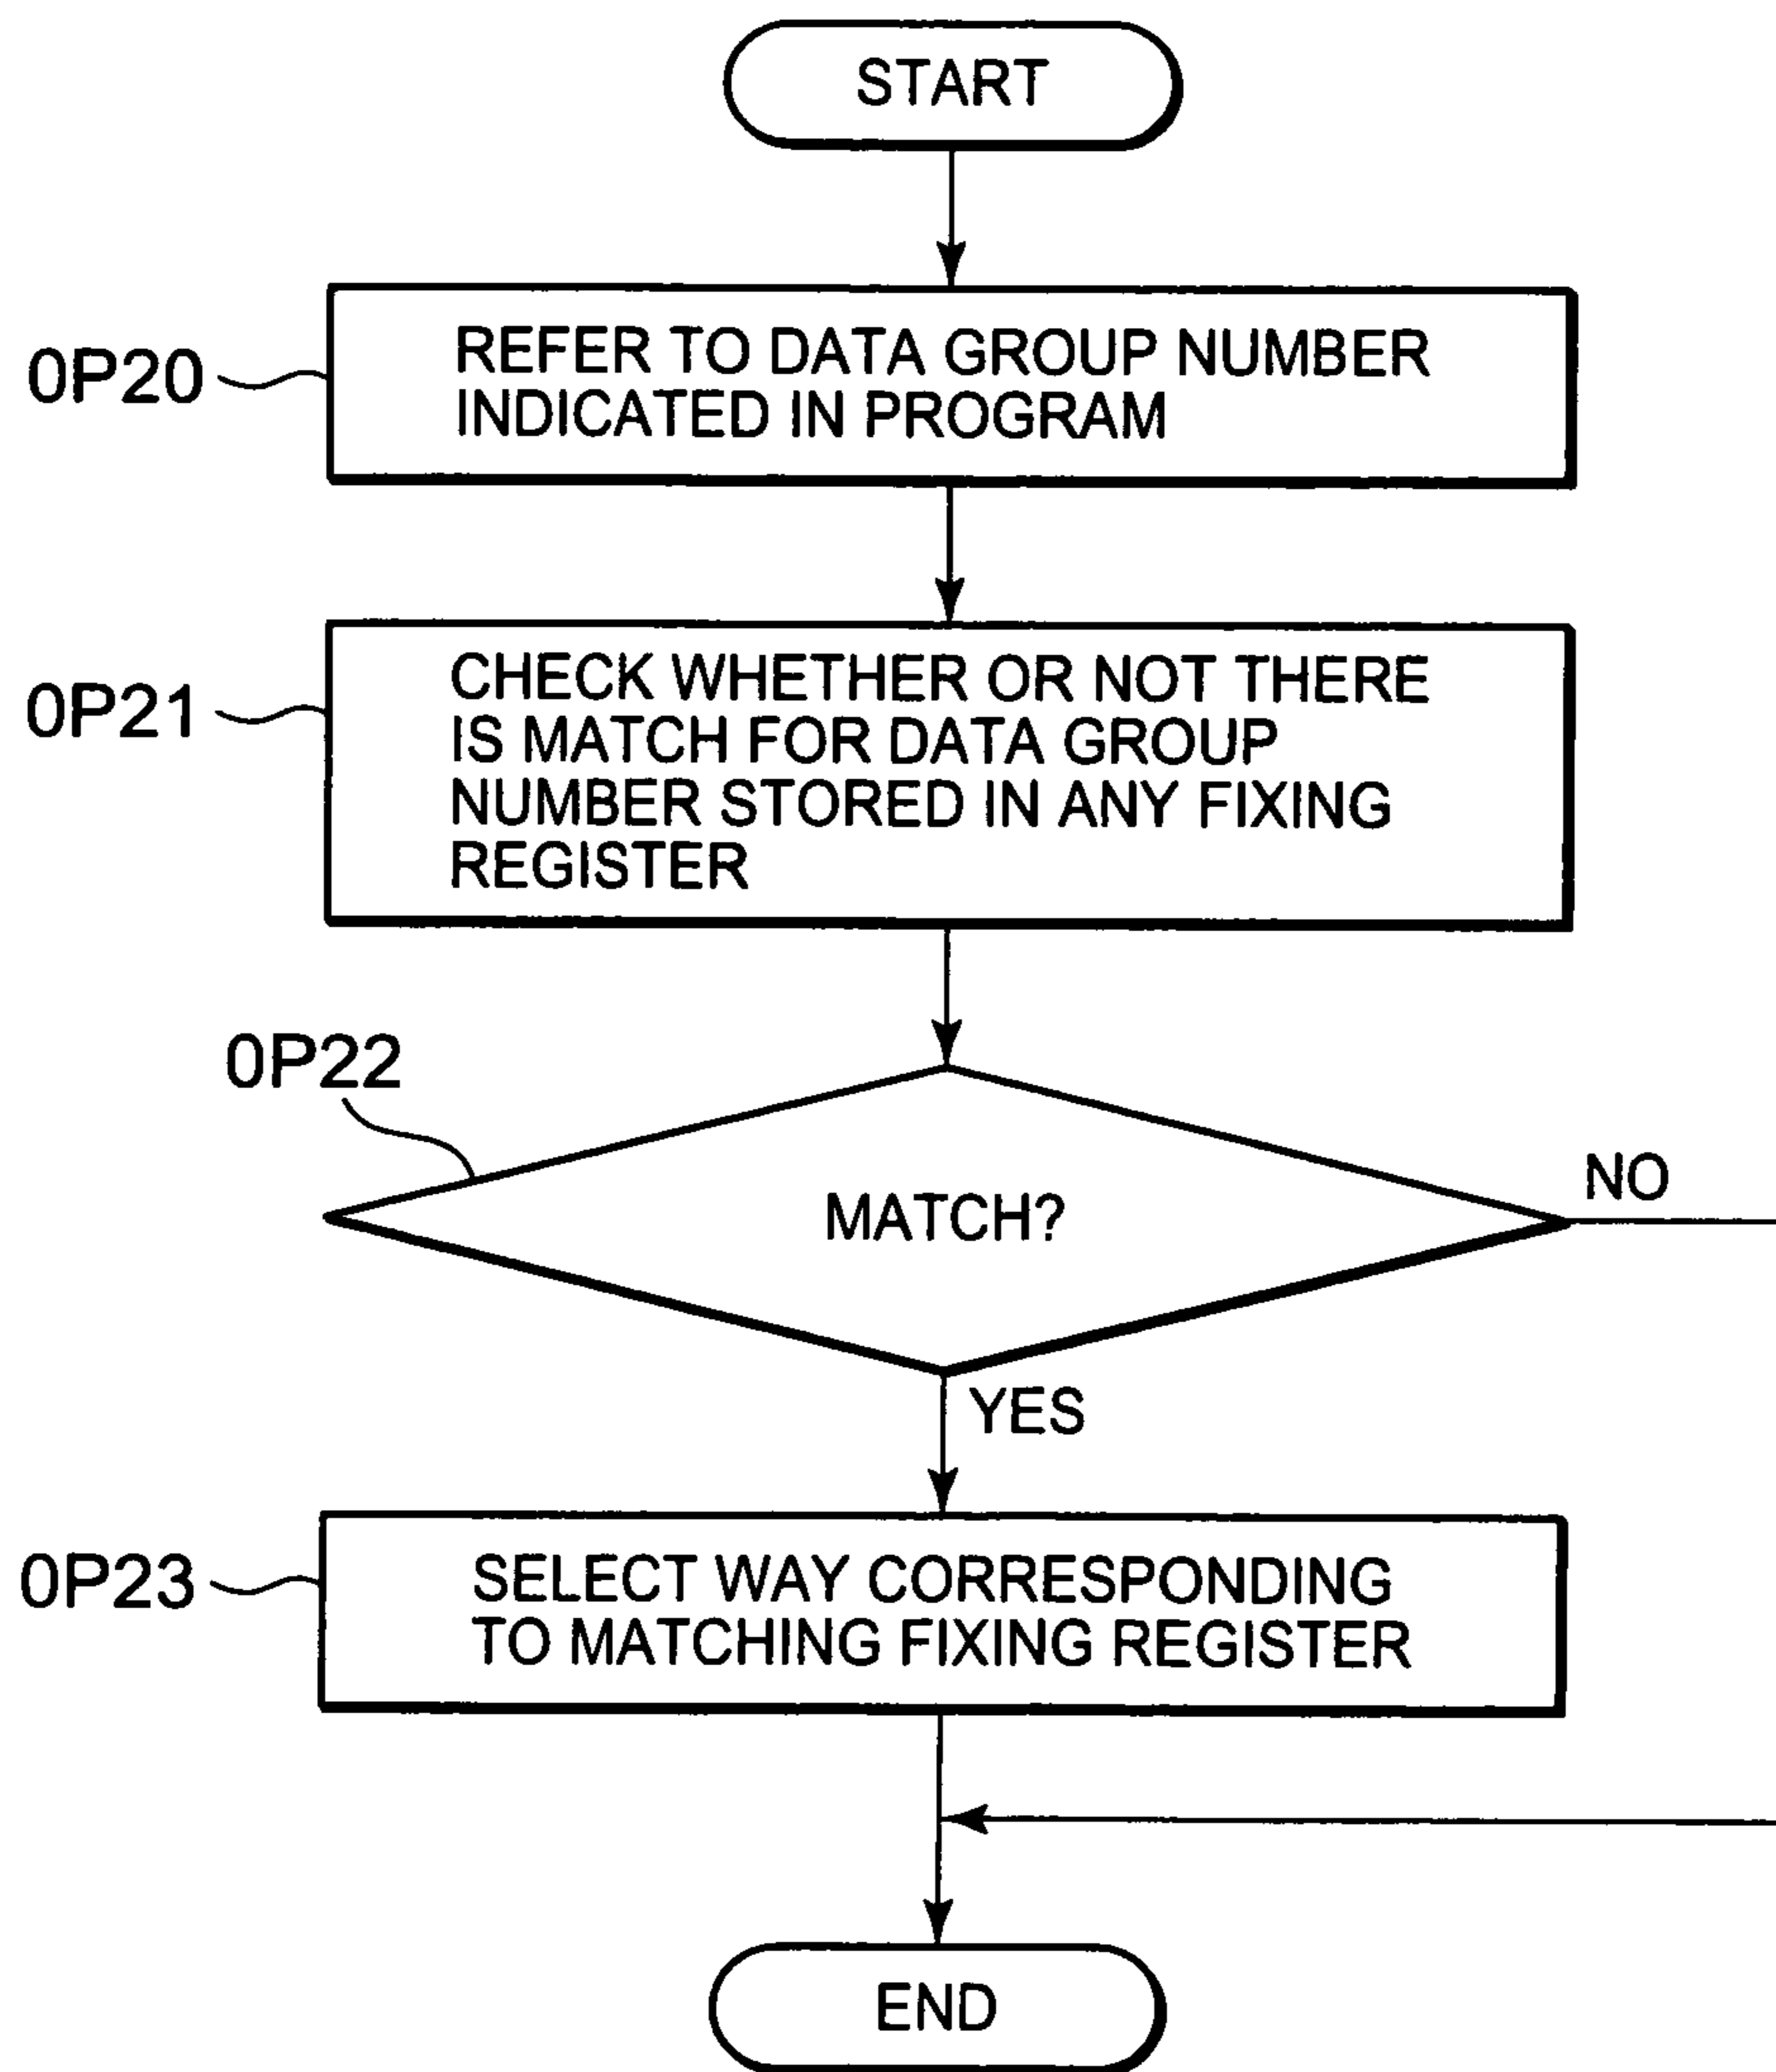 START
0P20
REFER TO DATA GROUP NUMBER
INDICATED IN PROGRAM
0P21
CHECK WHETHER OR NOT THERE
IS MATCH FOR DATA GROUP
NUMBER STORED IN ANY FIXING
REGISTER
0P22
MATCH?
NO
YES
0P23
SELECT WAY CORRESPONDING
TO MATCHING FIXING REGISTER
END